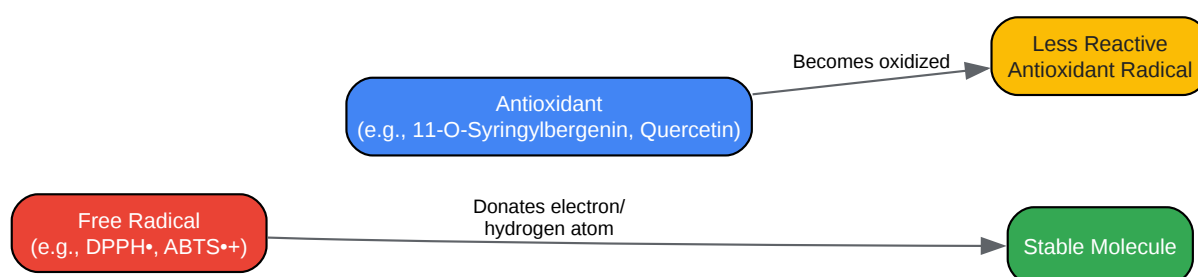 Less Reactive
Antioxidant Radical
Becomes oxidized
Antioxidant
(e.g., 11-O-Syringylbergenin, Quercetin)
Donates electron/
hydrogen atom
Free Radical
(e.g., DPPH•, ABTS•+)
Stable Molecule